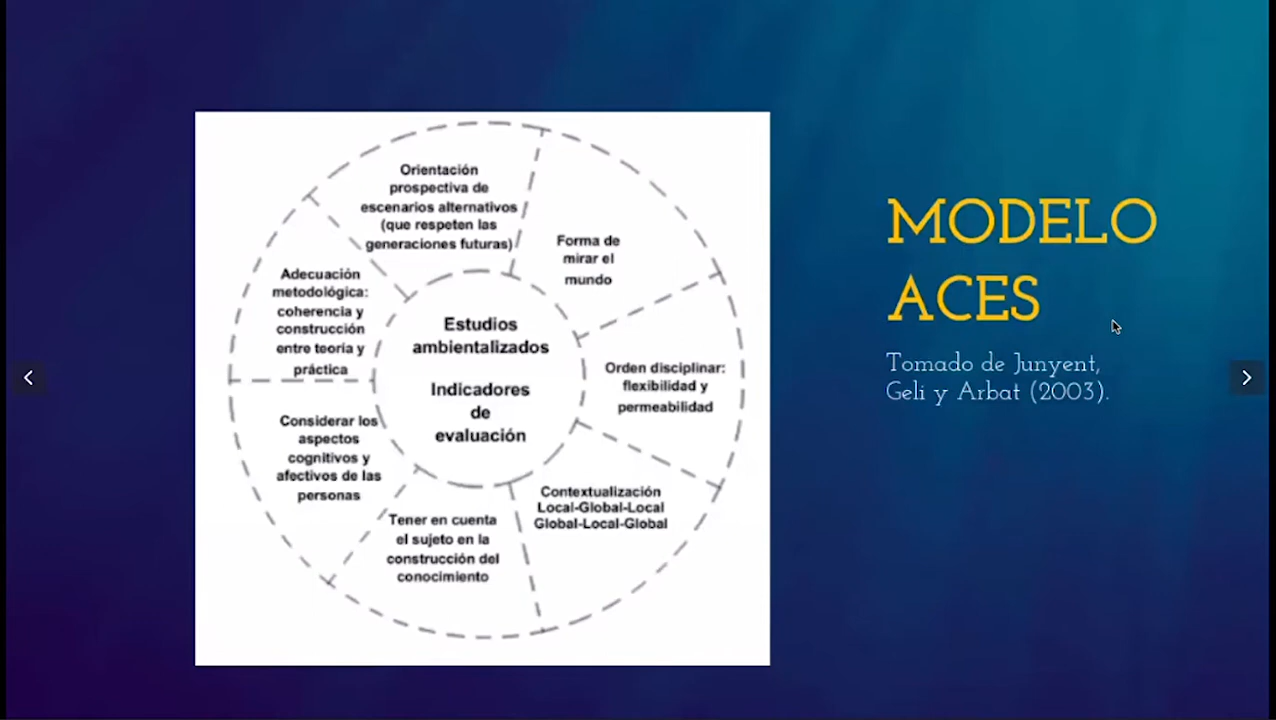 Orientación
prospectiva de
escenarios alternativos
(que respeten las
generaciones futuras)
Forma de
mirar el
mundo
Orden disciplinar:
flexibilidad y
permeabilidad
Contextualización
Local-Global-Local
Global-Local-Global
Tener en cuenta
el sujeto en la
construcción del
conocimiento
Considerar los
aspectos
cognitivos y
afectivos de las
personas
Adecuación
metodológica:
coherencia y
construcción
entre teoría y
práctica
Estudios
ambientalizados
Indicadores
de
evaluación
MODELO
ACES
Tomado de Junyent,
Geli y Arbat (2003).